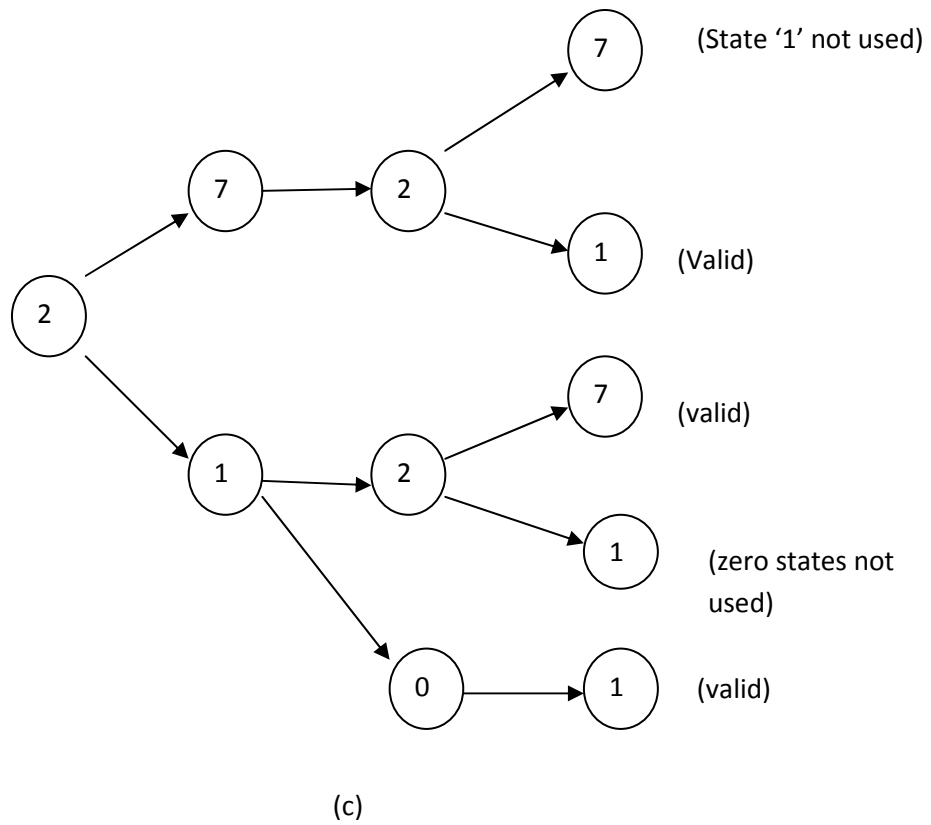 7
(State ‘1’ not used)
7
2
1
(Valid)
2
7
(valid)
1
2
1
(zero states not
used)
0
1
(valid)
(c)